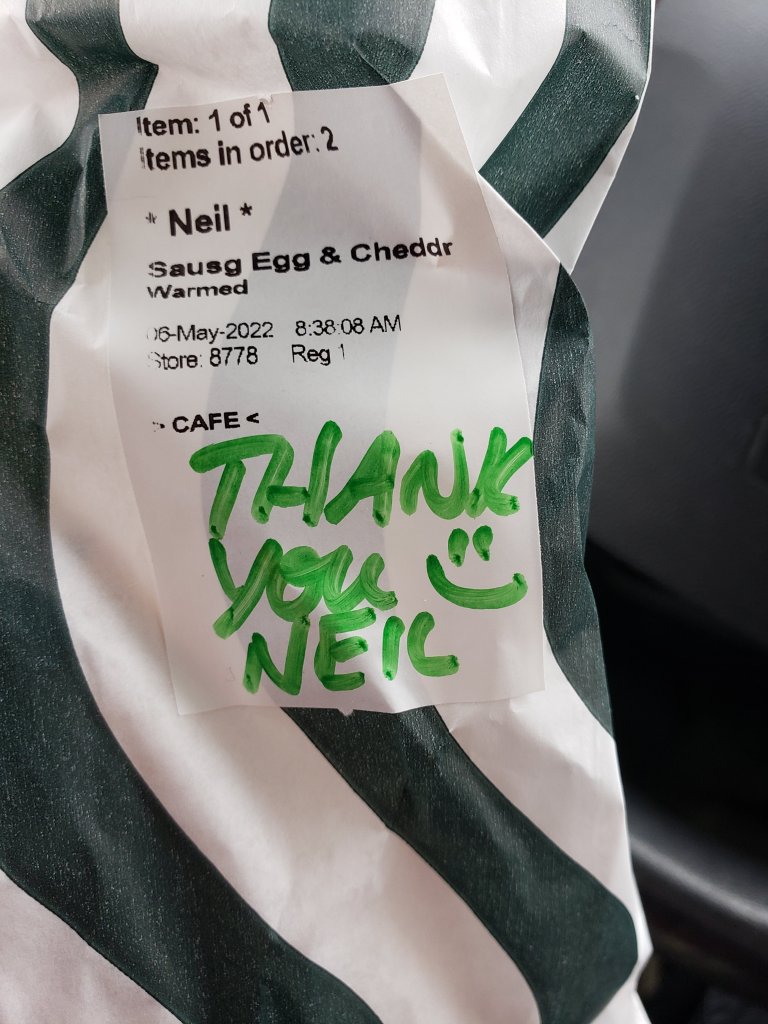 Item: 1 of 1
Items in order: 2
* Neil *
Sausg Egg & Cheddr
Warmed
06-May-2022 8:38:08 AM
Store: 8778 Reg 1
> CAFE <
THANK
YOU
NEIL